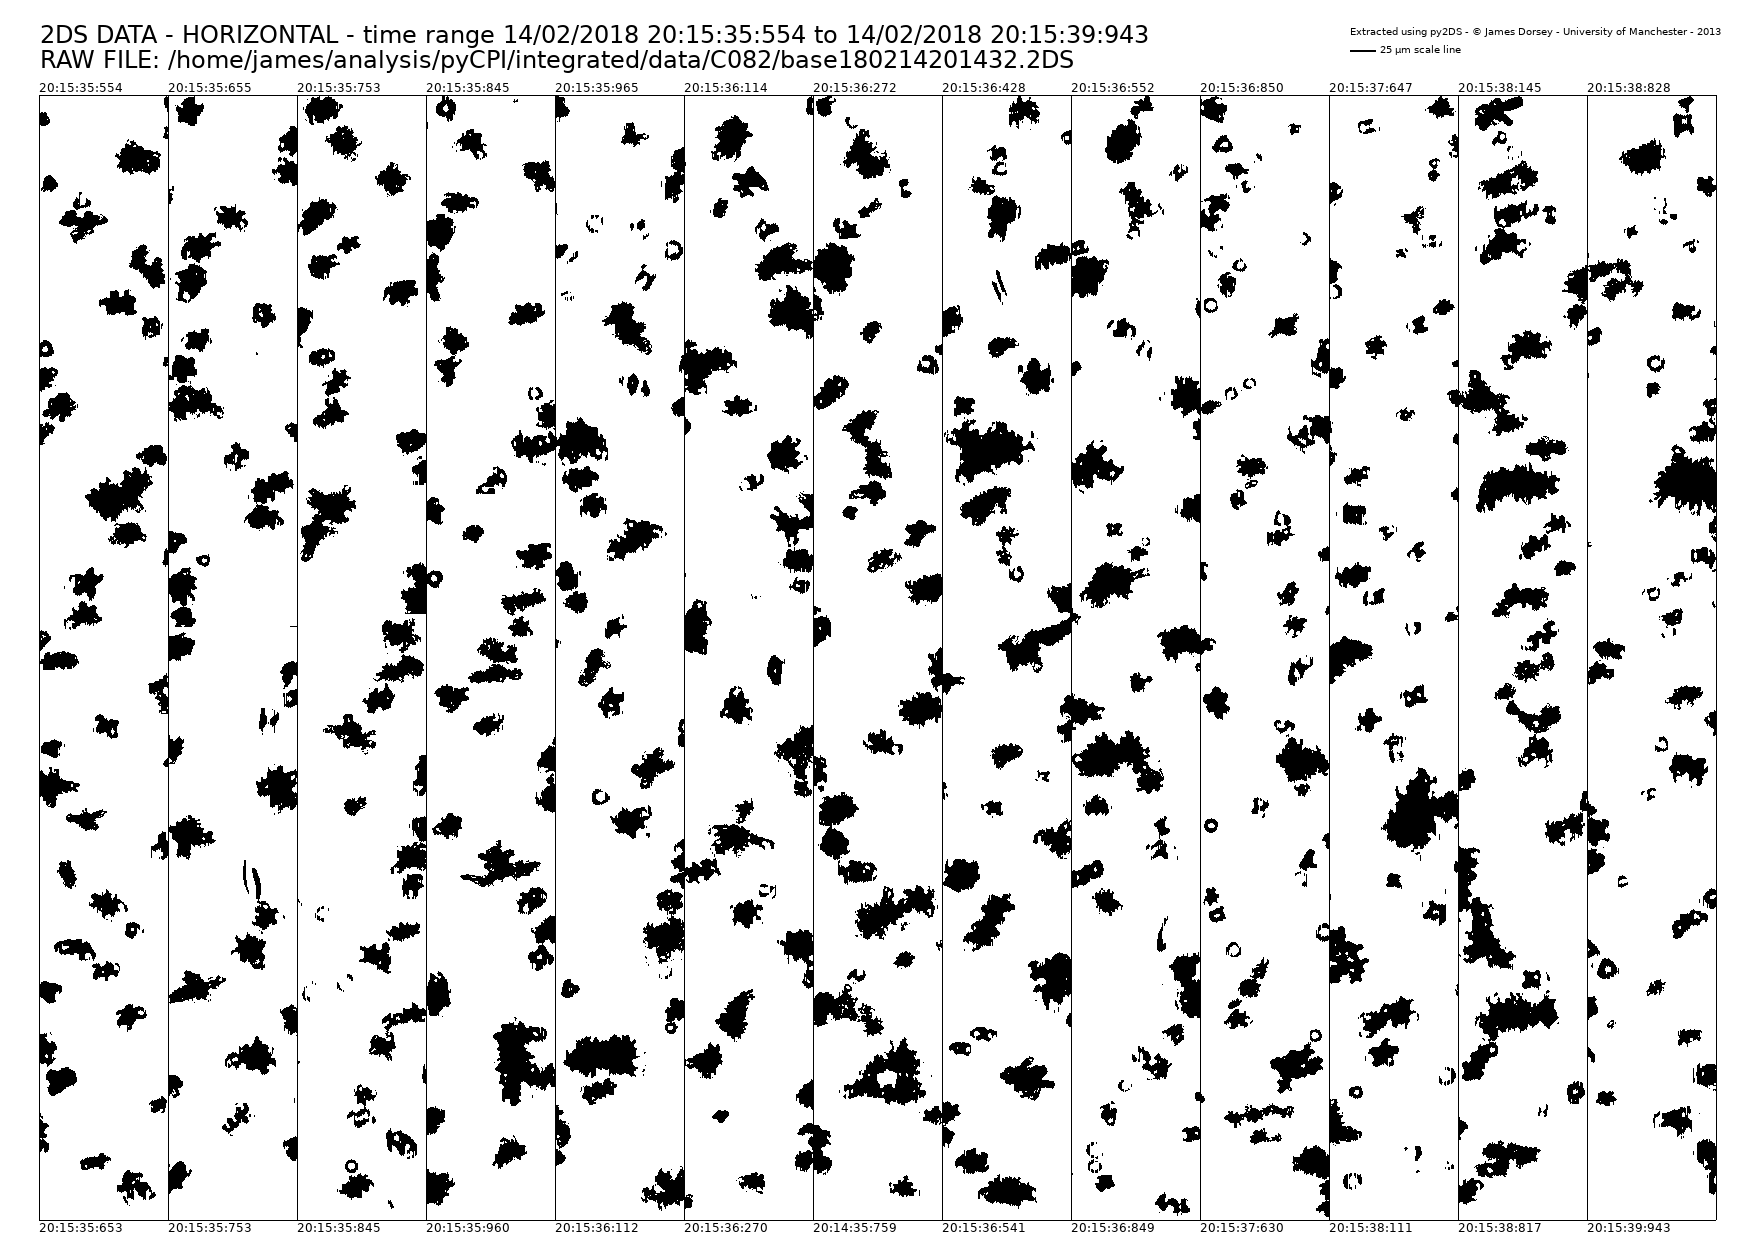 2DS DATA - HORIZONTAL - time range 14/02/2018 20:15:35:554 to 14/02/2018 20:15:39:943
RAW FILE: /home/james/analysis/pyCPI/integrated/data/C082/base180214201432.2DS
Extracted using py2DS - © James Dorsey - University of Manchester - 2013
25 µm scale line
20:15:35:554 20:15:35:655 20:15:35:753 20:15:35:845 20:15:35:965 20:15:36:114 20:15:36:272 20:15:36:428 20:15:36:552 20:15:36:850 20:15:37:647 20:15:38:145 20:15:38:828
20:15:35:653 20:15:35:753 20:15:35:845 20:15:35:960 20:15:36:112 20:15:36:270 20:14:35:759 20:15:36:541 20:15:36:849 20:15:37:630 20:15:38:111 20:15:38:817 20:15:39:943